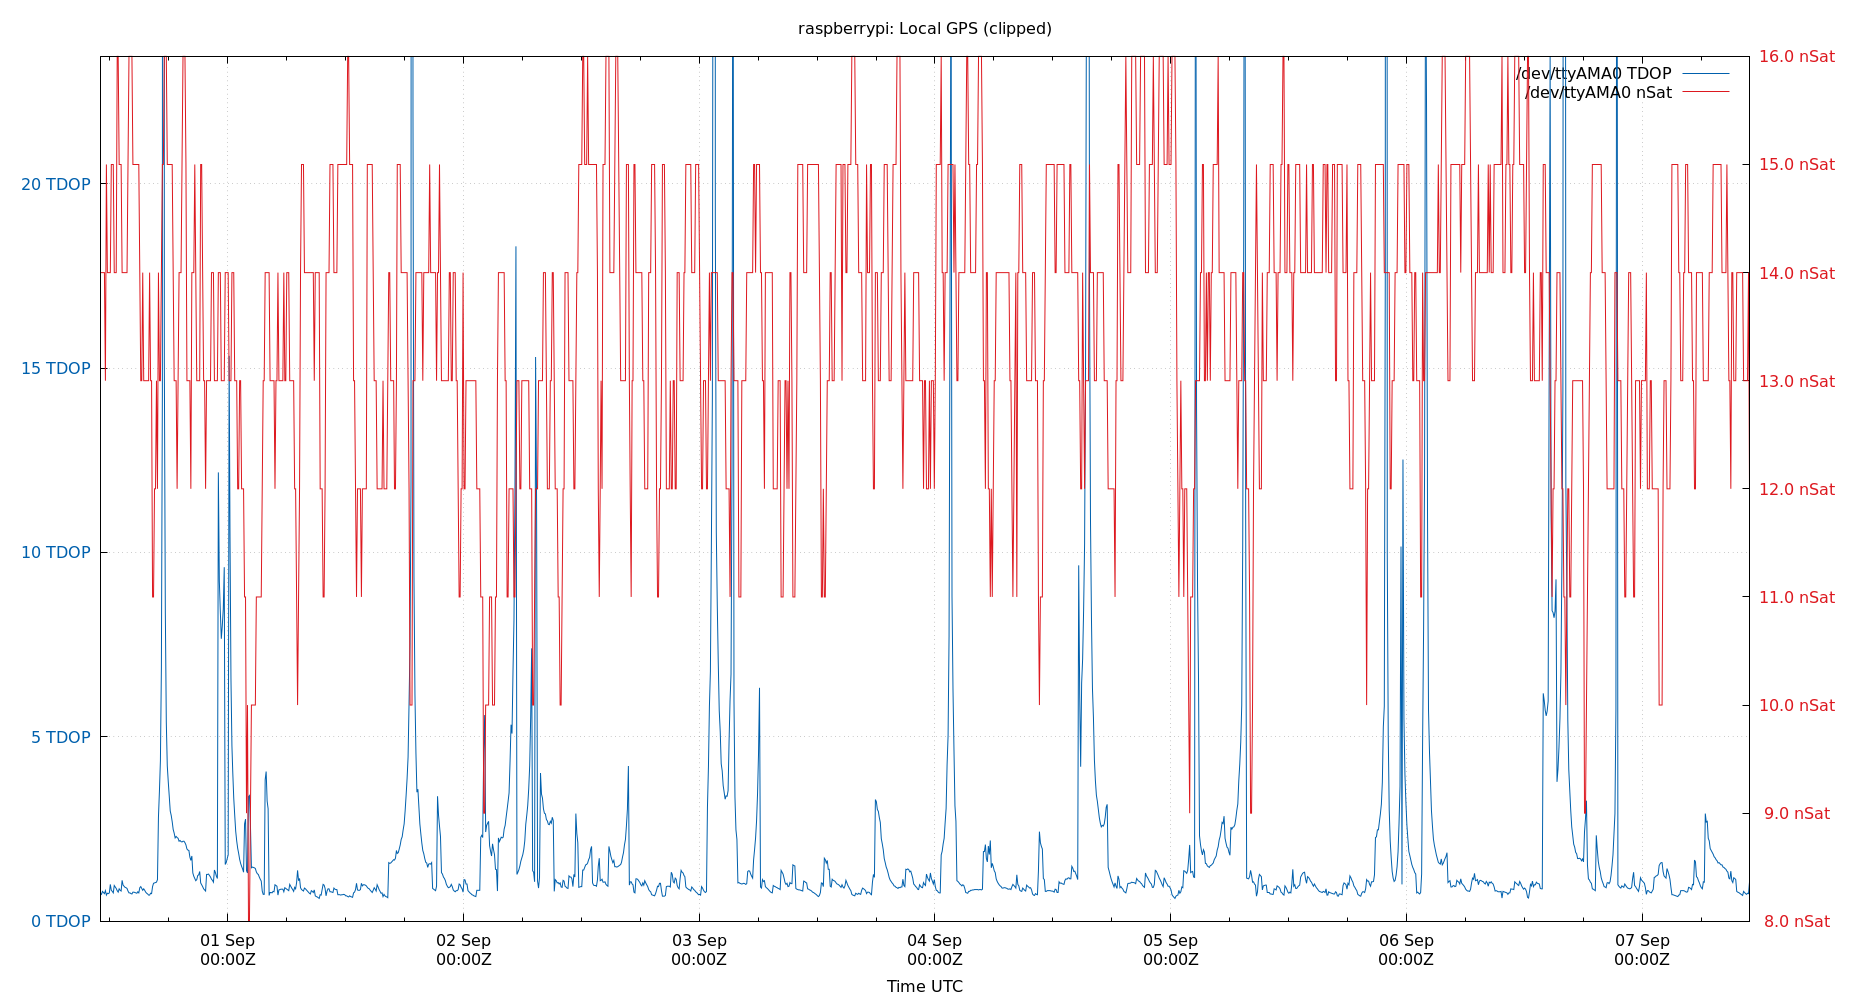 raspberrypi: Local GPS (clipped)
/dev/ttyAMA0 TDOP
/dev/ttyAMA0 nSat
20 TDOP
15 TDOP
10 TDOP
5 TDOP
0 TDOP
16.0 nSat
15.0 nSat
14.0 nSat
13.0 nSat
12.0 nSat
11.0 nSat
10.0 nSat
9.0 nSat
8.0 nSat
01 Sep 02 Sep 03 Sep 04 Sep 05 Sep 06 Sep 07 Sep
00:00Z 00:00Z 00:00Z 00:00Z 00:00Z 00:00Z 00:00Z
Time UTC